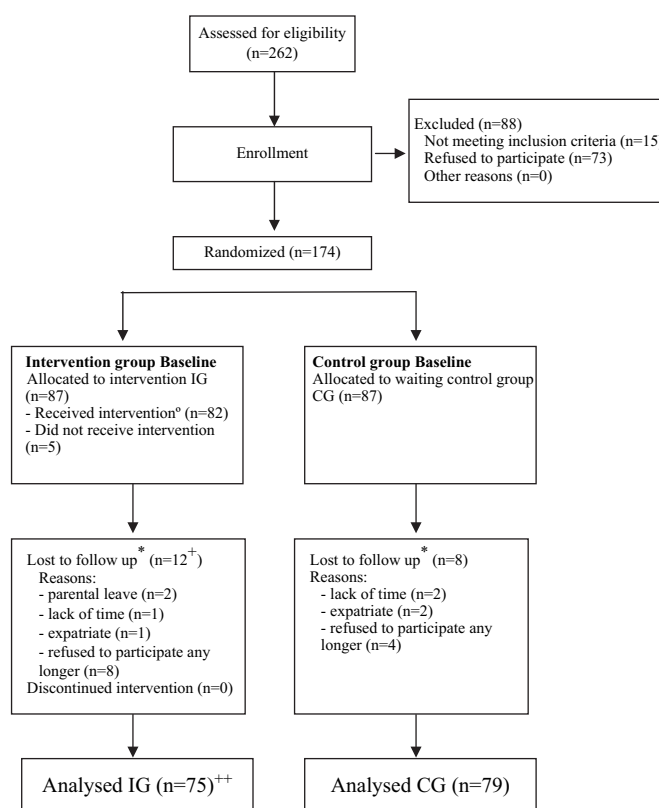 Assessed for eligibility
(n=262)
Enrollment
Excluded (n=88)
Not meeting inclusion criteria (n=15
Refused to participate (n=73)
Other reasons (n=0)
Randomized (n=174)
Intervention group Baseline
Allocated to intervention IG
(n=87)
- Received interventionº (n=82)
- Did not receive intervention
(n=5)
Control group Baseline
Allocated to waiting control group
CG (n=87)
Lost to follow up* (n=12+)
Reasons:
- parental leave (n=2)
- lack of time (n=1)
- expatriate (n=1)
- refused to participate any
longer (n=8)
Discontinued intervention (n=0)
Lost to follow up* (n=8)
Reasons:
- lack of time (n=2)
- expatriate (n=2)
- refused to participate any
longer (n=4)
Analysed IG (n=75)++
Analysed CG (n=79)